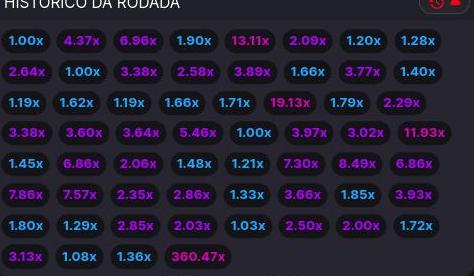 HISTÓRICO DA RODADA
1.00x 4.37x 6.96x 1.90x 13.11x 2.09x 1.20x 1.28x
2.64x 1.00x 3.38x 2.58x 3.89x 1.66x 3.77x 1.40x
1.19x 1.62x 1.19x 1.66x 1.71x 19.13x 1.79x 2.29x
3.38x 3.60x 3.64x 5.46x 1.00x 3.97x 3.02x 11.93x
1.45x 6.86x 2.06x 1.48x 1.21x 7.30x 8.49x 6.86x
7.86x 7.57x 2.35x 2.86x 1.33x 3.66x 1.85x 3.93x
1.80x 1.29x 2.85x 2.03x 1.03x 2.50x 2.00x 1.72x
3.13x 1.08x 1.36x 360.47x